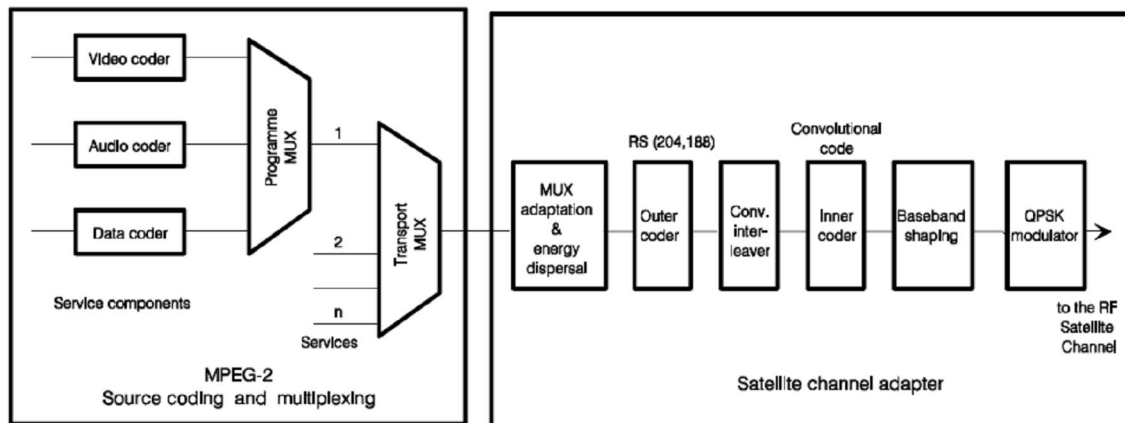 Video coder
Audio coder
Data coder
Service components
Programme
MUX
1
2
n
Services
Transport
MUX
MPEG-2
Source coding and multiplexing
MUX
adaptation
&
energy
dispersal
RS (204,188)
Outer
coder
Conv.
inter-
leaver
Convolutional
code
Inner
coder
Baseband
shaping
QPSK
modulator
to the RF
Satellite
Channel
Satellite channel adapter